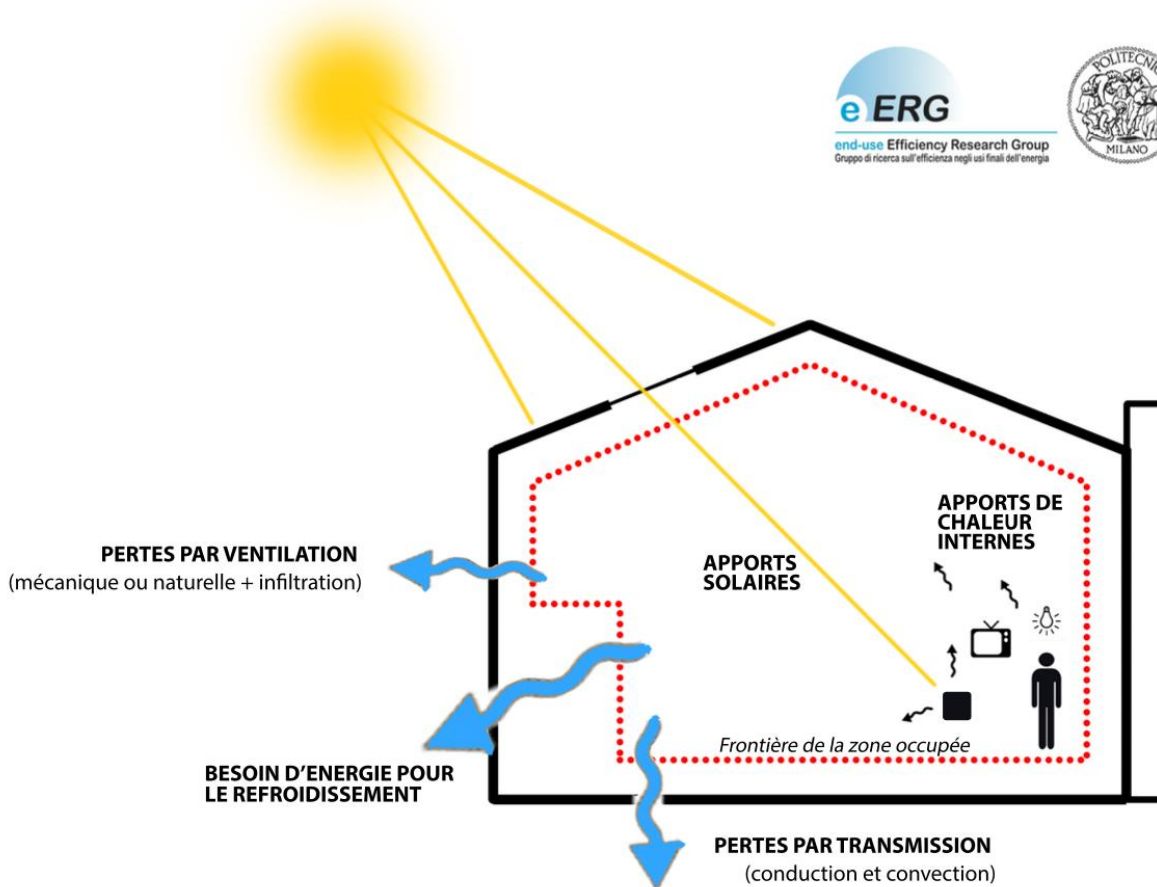 e ERG
end-use Efficiency Research Group
Gruppo di ricerca sull'efficienza negli usi finali dell'energia
MILANO
APPORTS DE
CHALEUR
INTERNES
PERTES PAR VENTILATION
(mécanique ou naturelle + infiltration)
APPORTS
SOLAIRES
Frontière de la zone occupée
BESOIN D'ENERGIE POUR
LE REFROIDISSEMENT
PERTES PAR TRANSMISSION
(conduction et convection)